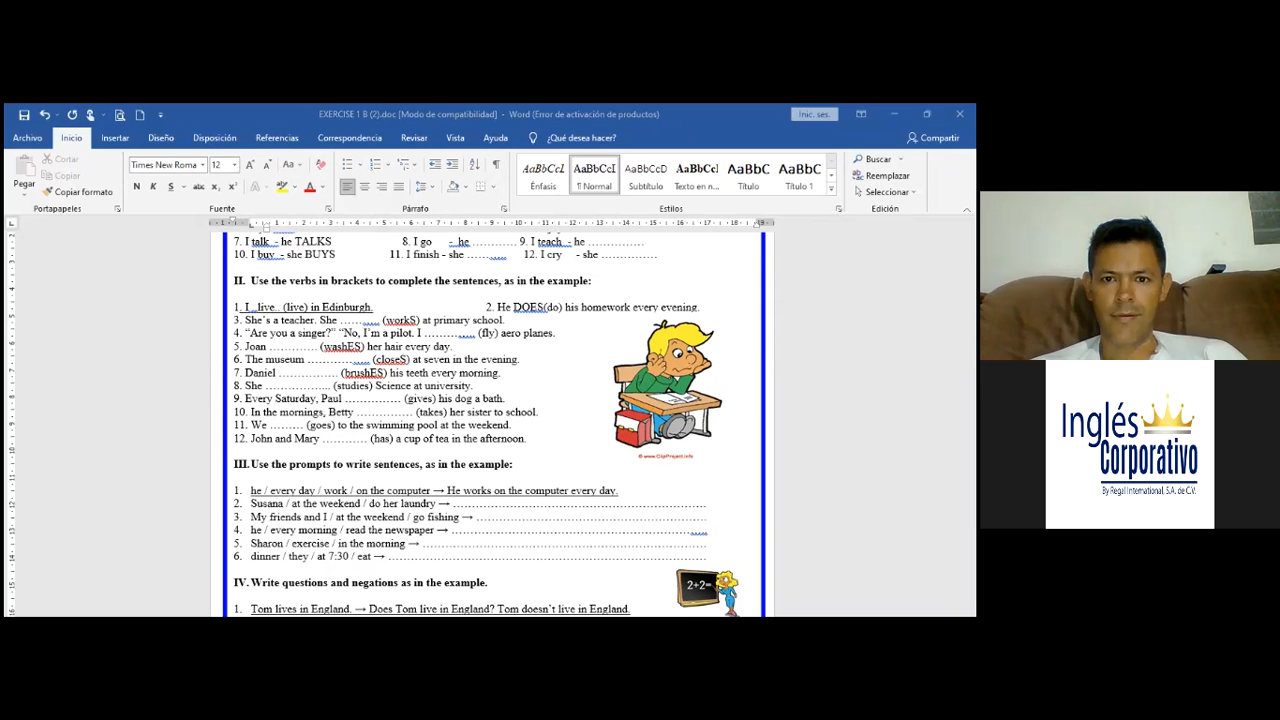 EXERCISE 1 B (2).doc [Modo de compatibilidad] - Word (Error de activación de productos)
Inic. ses.
Archivo Inicio Insertar Diseño Disposición Referencias Correspondencia Revisar Vista Ayuda ¿Qué desea hacer? Compartir
Pegar
Cortar
Copiar
Copiar formato
Times New Roma 12
Aa
N K S abc x₂ x² A A
AaBbCcI AaBbCcI AaBbCcD AaBbCcl AaBbC AaBbC
Énfasis ¶ Normal Subtítulo Texto en n... Título Título 1
Buscar
Reemplazar
Seleccionar
Portapapeles Fuente Párrafo Estilos Edición
7. I talk - he TALKS 8. I go - he ………… 9. I teach - he ……………
10. I buy - she BUYS 11. I finish - she ………… 12. I cry - she ……………
II. Use the verbs in brackets to complete the sentences, as in the example:
1. I ..live.. (live) in Edinburgh. 2. He DOES(do) his homework every evening.
3. She's a teacher. She ………… (workS) at primary school.
4. “Are you a singer?” “No, I'm a pilot. I …………… (fly) aero planes.
5. Joan ………… (washES) her hair every day.
6. The museum ……………… (closeS) at seven in the evening.
7. Daniel ……………… (brushES) his teeth every morning.
8. She ……………... (studies) Science at university.
9. Every Saturday, Paul …………… (gives) his dog a bath.
10. In the mornings, Betty …………… (takes) her sister to school.
11. We ……… (goes) to the swimming pool at the weekend.
12. John and Mary ………… (has) a cup of tea in the afternoon.
© www.ClipProject.info
III. Use the prompts to write sentences, as in the example:
1. he / every day / work / on the computer → He works on the computer every day.
2. Susana / at the weekend / do her laundry → ……………………………………………………
3. My friends and I / at the weekend / go fishing → ………………………………………………
4. he / every morning / read the newspaper → ……………………………………………………
5. Sharon / exercise / in the morning → …………………………………………………………
6. dinner / they / at 7:30 / eat → ………………………………………………………………
IV. Write questions and negations as in the example.
2+2=
1. Tom lives in England. → Does Tom live in England? Tom doesn't live in England.
Inglés
Corporativo
By Regal International, S.A. de C.V.